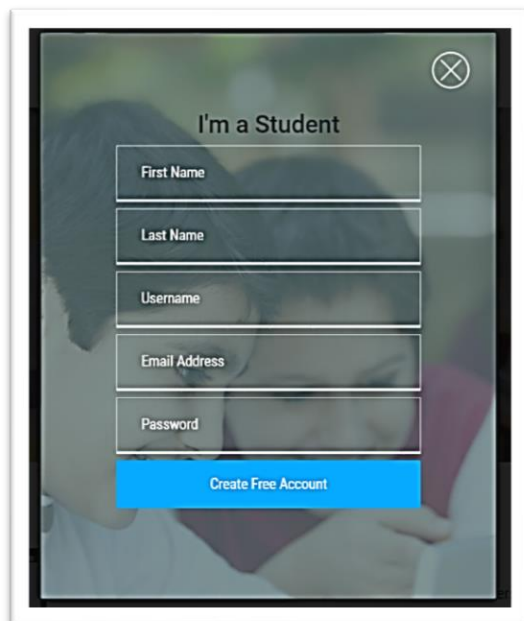 I'm a Student
First Name
Last Name
Username
Email Address
Password
Create Free Account